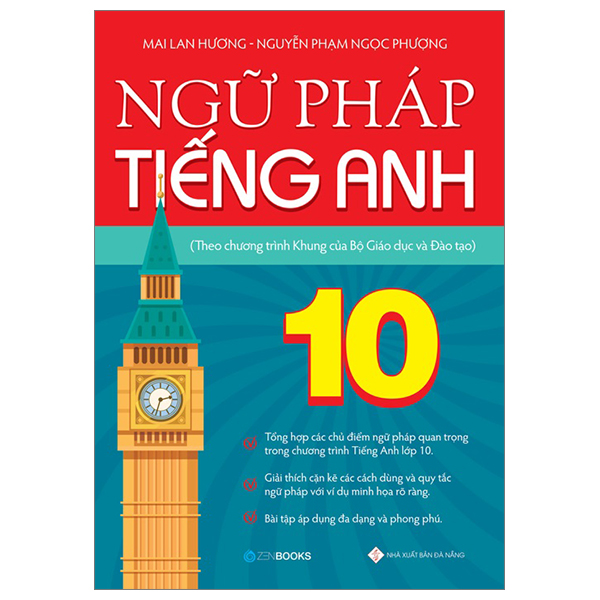 MAI LAN HƯƠNG - NGUYỄN PHẠM NGỌC PHƯỢNG
NGỮ PHÁP
TIẾNG ANH
(Theo chương trình Khung của Bộ Giáo dục và Đào tạo)
10
Tổng hợp các chủ điểm ngữ pháp quan trọng
trong chương trình Tiếng Anh lớp 10.
Giải thích cặn kẽ các cách dùng và quy tắc
ngữ pháp với ví dụ minh họa rõ ràng.
Bài tập áp dụng đa dạng và phong phú.
ZENBOOKS
NHÀ XUẤT BẢN ĐÀ NẴNG